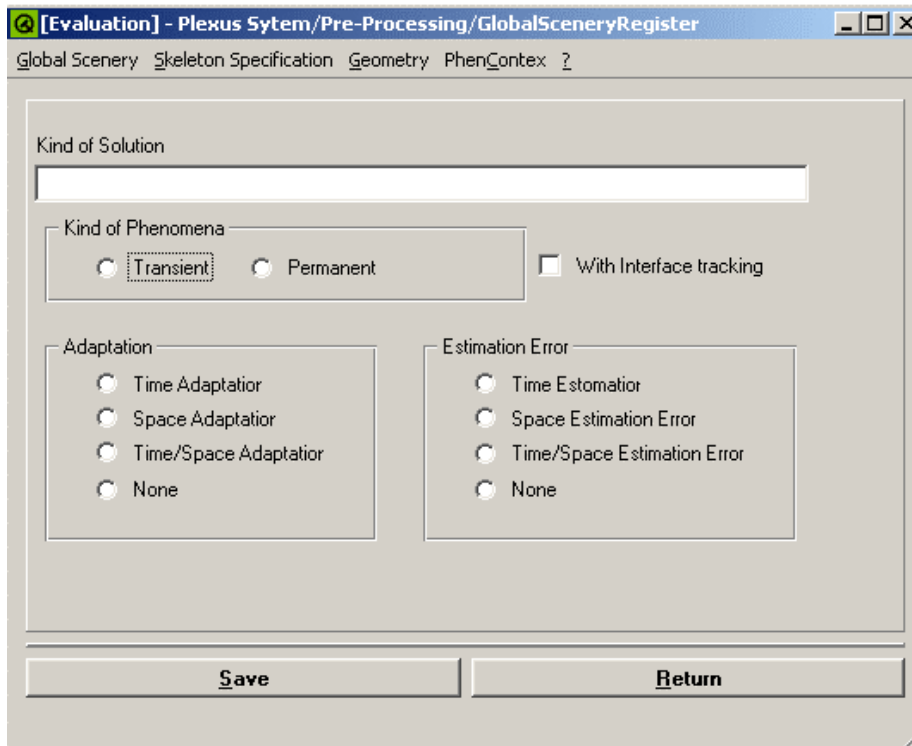 [Evaluation] - Plexus Sytem/Pre-Processing/GlobalSceneryRegister
Global Scenery Skeleton Specification Geometry PhenContex ?
Kind of Solution
Kind of Phenomena
Transient Permanent With Interface tracking
Adaptation Estimation Error
Time Adaptatior Time Estomatior
Space Adaptatior Space Estimation Error
Time/Space Adaptatior Time/Space Estimation Error
None None
Save Return